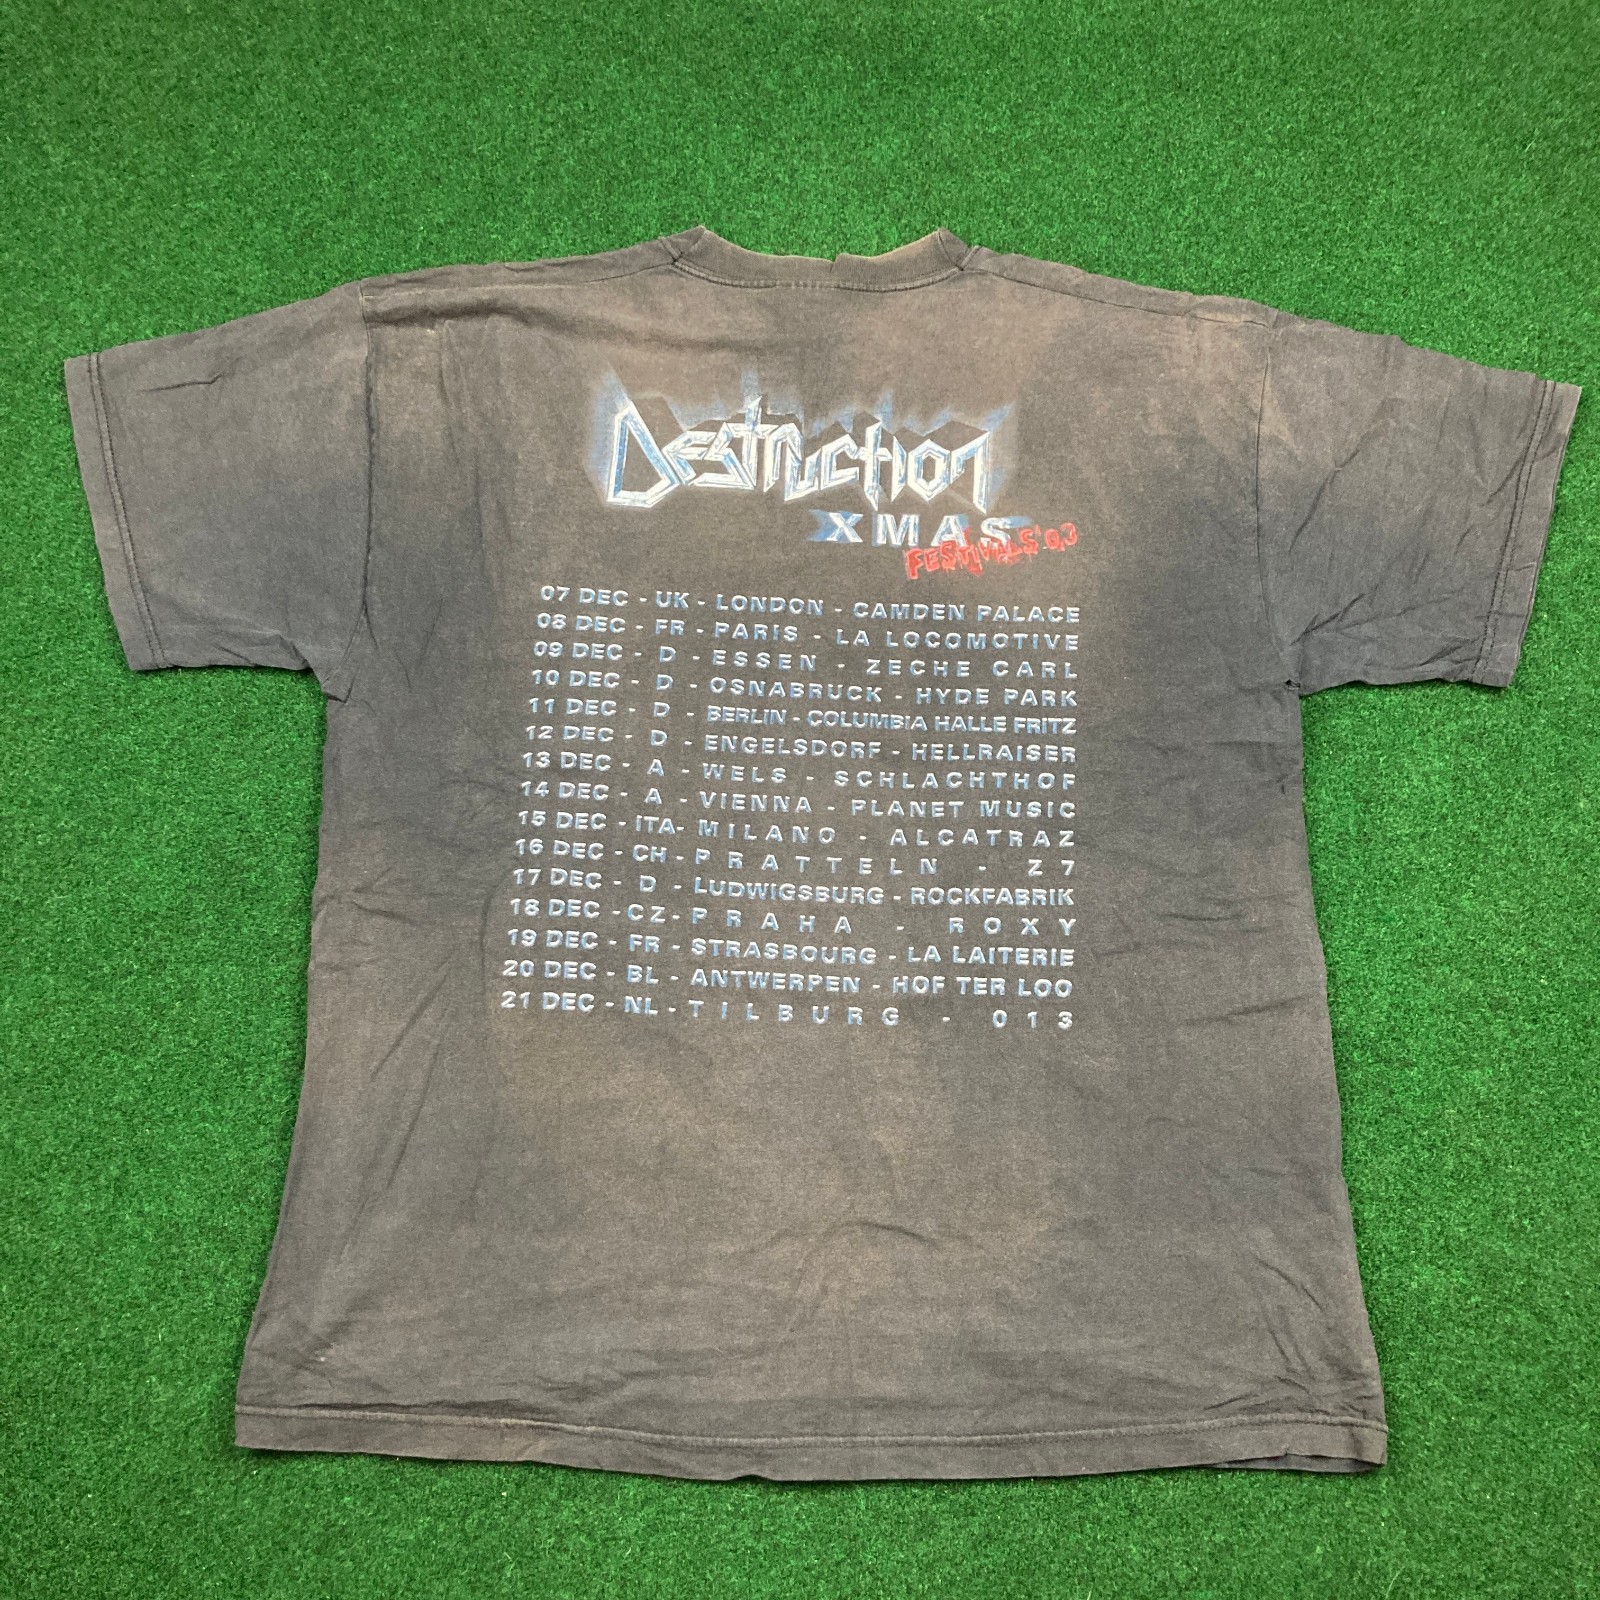 Destruction
XMAS
FESTIVALS'03
07 DEC - UK - LONDON - CAMDEN PALACE
08 DEC - FR - PARIS - LA LOCOMOTIVE
09 DEC - D - ESSEN - ZECHE CARL
10 DEC - D - OSNABRUCK - HYDE PARK
11 DEC - D - BERLIN - COLUMBIA HALLE FRITZ
12 DEC - D - ENGELSDORF - HELLRAISER
13 DEC - A - WELS - SCHLACHTHOF
14 DEC - A - VIENNA - PLANET MUSIC
15 DEC - ITA- MILANO - ALCATRAZ
16 DEC - CH - PRATTELN - Z7
17 DEC - D - LUDWIGSBURG - ROCKFABRIK
18 DEC - CZ - PRAHA - ROXY
19 DEC - FR - STRASBOURG - LA LAITERIE
20 DEC - BL - ANTWERPEN - HOF TER LOO
21 DEC - NL - TILBURG - 013